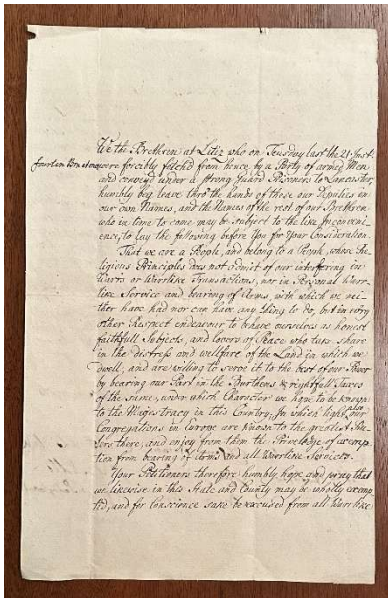 We the Brethren at Letiz who on Tuesday last the 21 Inst.
fourteen Brethren were forcibly fetch'd from hence by a Party of armed Men
and convey'd under a strong Guard Prisoners to Lancaster,
humbly beg leave thro the hands of these our Deputies in
our own Names, and the Names of the rest of our Brethren
who in time to come may be subject to the like Inconveni-
ence, to lay the following before You for Your Consideration.
That we are a People, and belong to a People, whose Re-
ligious Principles does not admit of our interfering in
Warrs or Warlike Transactions, nor in Personal Warr-
like Service and bearing of Arms, with which we nei-
ther have had nor can have any thing to do, but in every
other Respect endeavour to behave ourselves as honest
faithfull Subjects, and lovers of Peace who take share
in the distress and wellfare of the Land in which we
dwell, and are willing to serve it to the best of our Power
by bearing our Part in the Burthens & rightfull Taxes
of the same, under which Character we hope to be known
to the Magistracy in this Country, in which light also our
Congregations in Europe are known to the greatest
there, and enjoy from them the Priviledge of exemp-
tion from bearing of Arms and all Warlike Services.
Your Petitioners therefore humbly hope and pray that
we likewise in this State and County may be wholly exemp-
ted, and for Conscience sake be excused from all Warlike